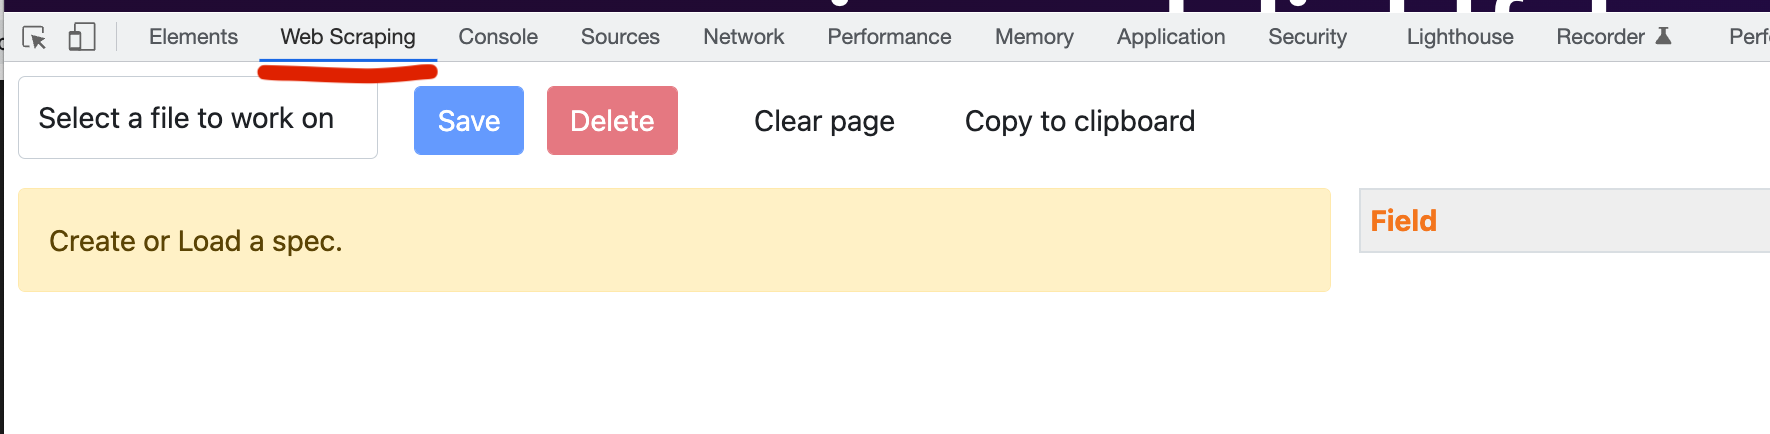 Elements Web Scraping Console Sources Network Performance Memory Application Security Lighthouse Recorder
Select a file to work on Save Delete Clear page Copy to clipboard
Field
Create or Load a spec.